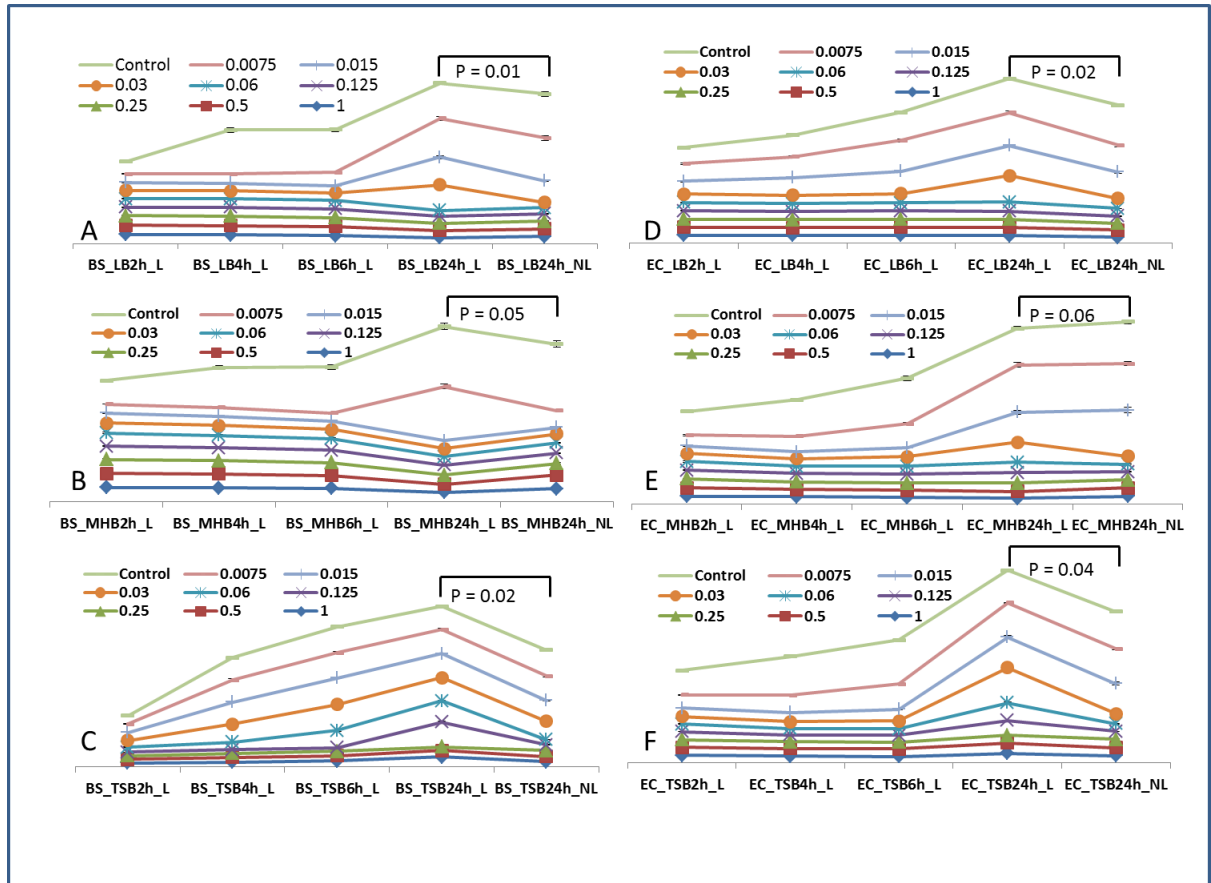 Control 0.0075 0.015
0.03 0.06 0.125
0.25 0.5 1
P = 0.01
A
BS_LB2h_L BS_LB4h_L BS_LB6h_L BS_LB24h_L BS_LB24h_NL
Control 0.0075 0.015
0.03 0.06 0.125
0.25 0.5 1
P = 0.05
B
BS_MHB2h_L BS_MHB4h_L BS_MHB6h_L BS_MHB24h_L BS_MHB24h_NL
Control 0.0075 0.015
0.03 0.06 0.125
0.25 0.5 1
P = 0.02
C
BS_TSB2h_L BS_TSB4h_L BS_TSB6h_L BS_TSB24h_L BS_TSB24h_NL
Control 0.0075 0.015
0.03 0.06 0.125
0.25 0.5 1
P = 0.02
D
EC_LB2h_L EC_LB4h_L EC_LB6h_L EC_LB24h_L EC_LB24h_NL
Control 0.0075 0.015
0.03 0.06 0.125
0.25 0.5 1
P = 0.06
E
EC_MHB2h_L EC_MHB4h_L EC_MHB6h_L EC_MHB24h_L EC_MHB24h_NL
Control 0.0075 0.015
0.03 0.06 0.125
0.25 0.5 1
P = 0.04
F
EC_TSB2h_L EC_TSB4h_L EC_TSB6h_L EC_TSB24h_L EC_TSB24h_NL